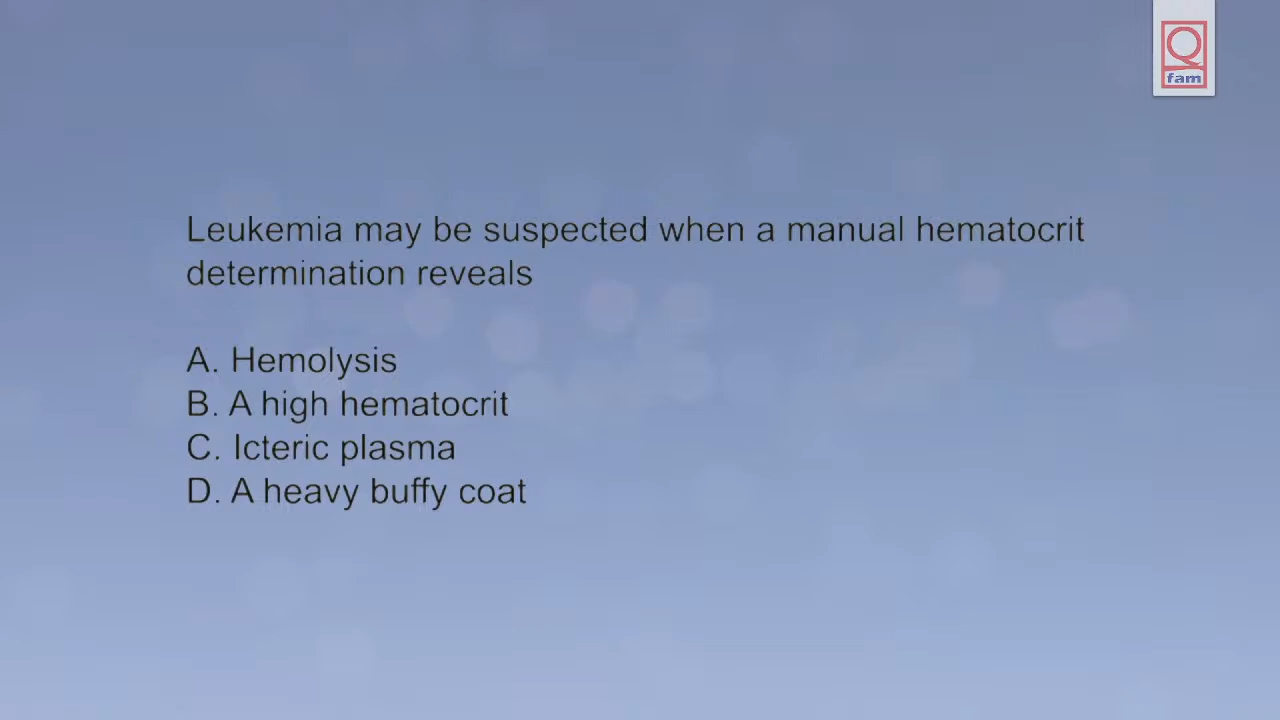 Q
fam
Leukemia may be suspected when a manual hematocrit
determination reveals
A. Hemolysis
B. A high hematocrit
C. Icteric plasma
D. A heavy buffy coat